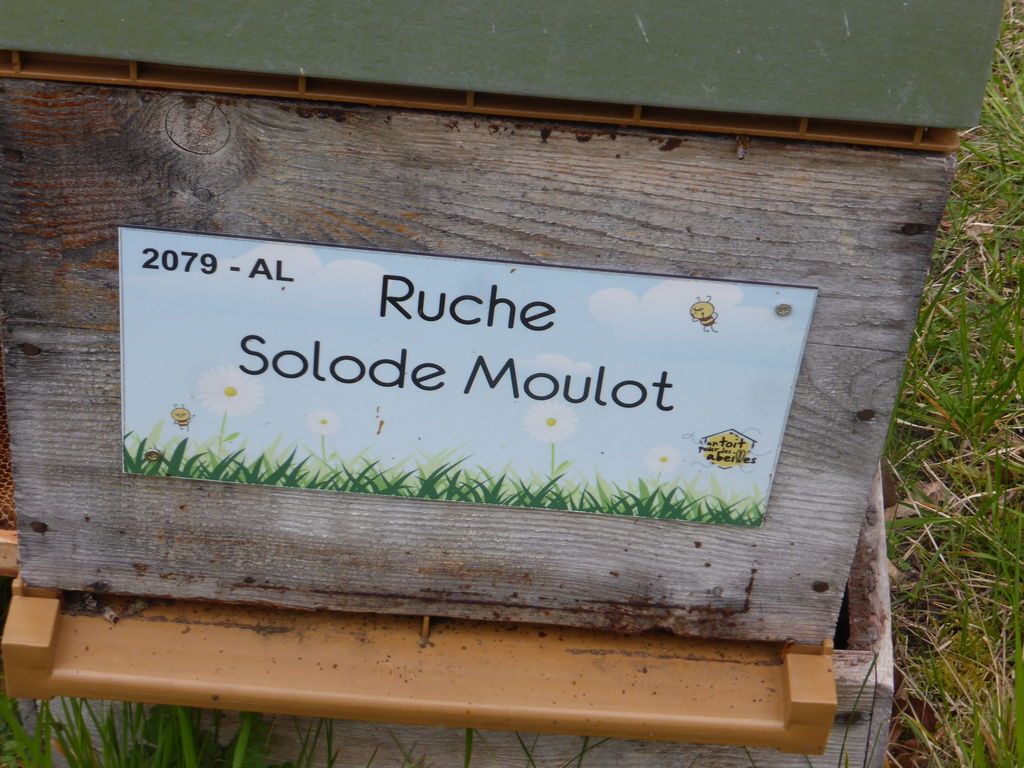 2079 - AL
Ruche
Solode Moulot
un toit
pour les
abeilles